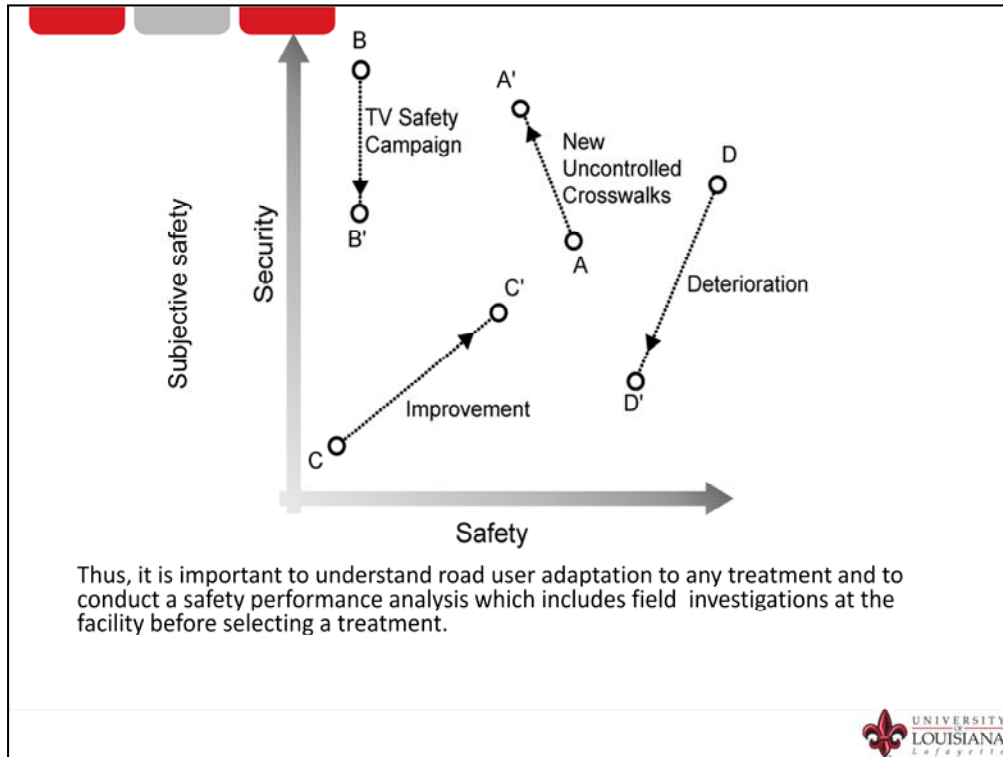 B
TV Safety
Campaign
B'
A'
New
Uncontrolled
Crosswalks
A
D
Deterioration
D'
C'
Improvement
C
Subjective safety
Security
Safety
Thus, it is important to understand road user adaptation to any treatment and to
conduct a safety performance analysis which includes field  investigations at the
facility before selecting a treatment.
UNIVERSITY
OF
LOUISIANA
Lafayette